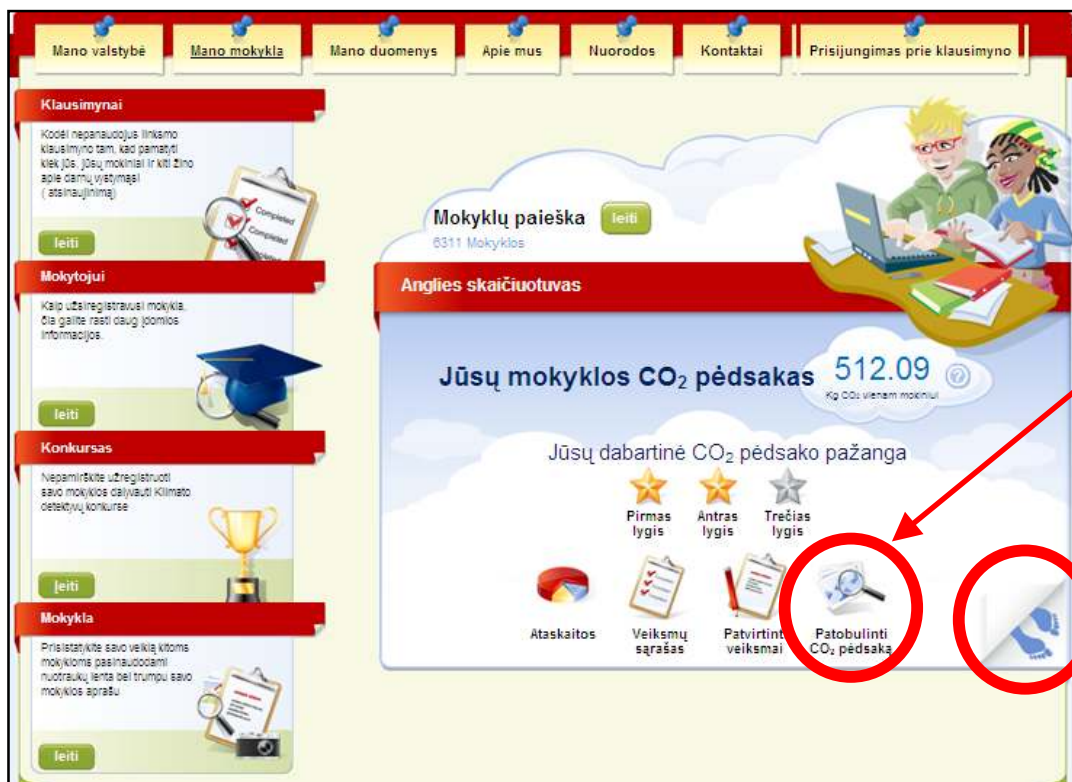 Mano valstybė Mano mokykla Mano duomenys Apie mus Nuorodos Kontaktai Prisijungimas prie klausimyno
Klausimynai
Kodėl nepanaudojus linksmo
klausimyno tam, kad pamatyti
kiek jūs, jūsų mokiniai ir kiti žino
apie darnų vystymąsi
( atsinaujinimą)
Completed
Completed
Completed
Įeiti
Mokytojui
Kaip užsiregistravusi mokykla,
čia galite rasti daug įdomios
informacijos.
Įeiti
Konkursas
Nepamirškite užregistruoti
savo mokyklos dalyvauti Klimato
detektyvų konkurse
Įeiti
Mokykla
Prisistatykite savo veiklą kitoms
mokykloms pasinaudodami
nuotraukų lenta bei trumpu savo
mokyklos aprašu
Įeiti
Mokyklų paieška Įeiti
6311 Mokyklos
Anglies skaičiuotuvas
Jūsų mokyklos CO₂ pėdsakas 512.09
Kg CO₂ vienam mokiniui
Jūsų dabartinė CO₂ pėdsako pažanga
Pirmas lygis Antras lygis Trečias lygis
Ataskaitos Veiksmų sąrašas Patvirtinti veiksmai Patobulinti CO₂ pėdsaką